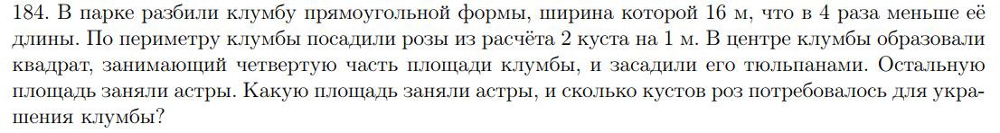 184. В парке разбили клумбу прямоугольной формы, ширина которой 16 м, что в 4 раза меньше её
длины. По периметру клумбы посадили розы из расчёта 2 куста на 1 м. В центре клумбы образовали
квадрат, занимающий четвертую часть площади клумбы, и засадили его тюльпанами. Остальную
площадь заняли астры. Какую площадь заняли астры, и сколько кустов роз потребовалось для укра-
шения клумбы?